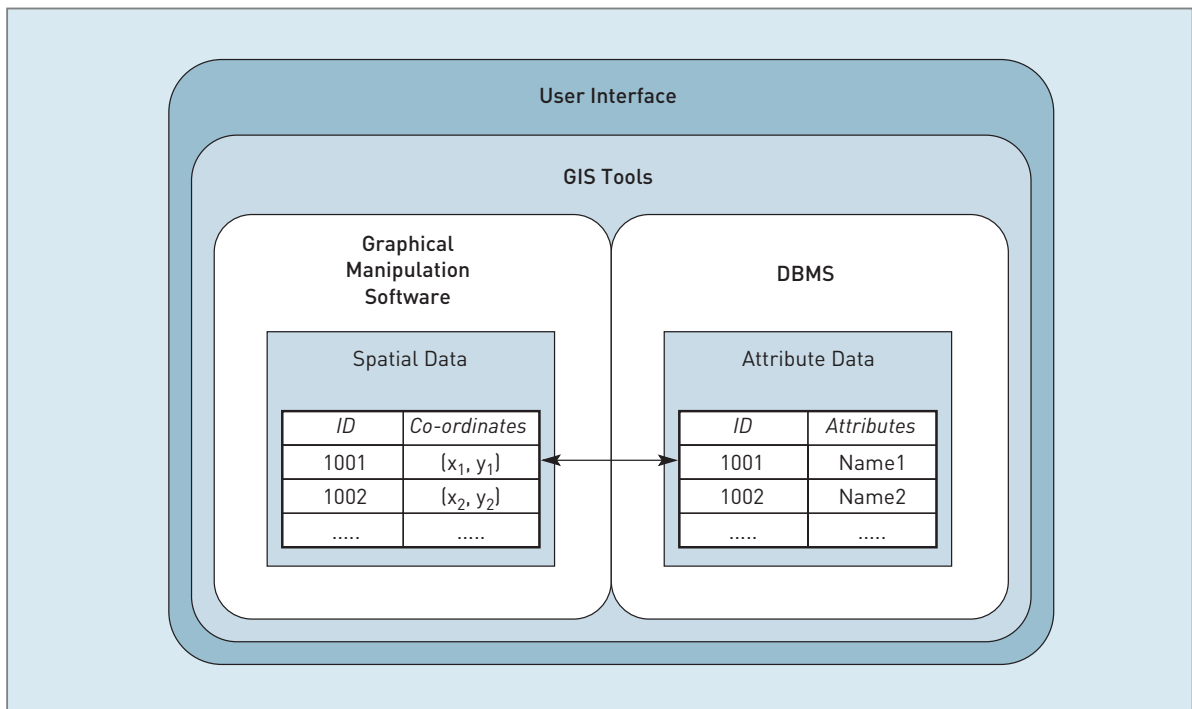 User Interface
GIS Tools
Graphical
Manipulation
Software
Spatial Data
ID Co-ordinates
1001 (x₁, y₁)
1002 (x₂, y₂)
..... .....
DBMS
Attribute Data
ID Attributes
1001 Name1
1002 Name2
..... .....